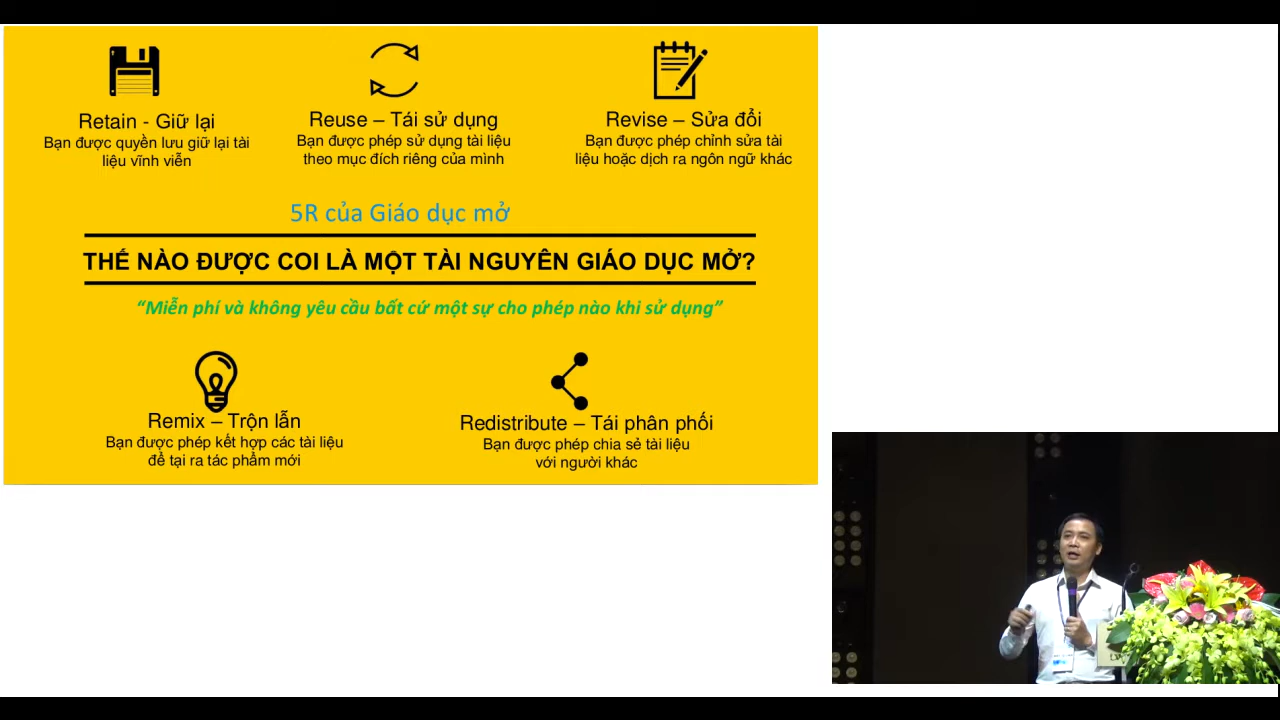 Retain - Giữ lại
Bạn được quyền lưu giữ lại tài
liệu vĩnh viễn
Reuse – Tái sử dụng
Bạn được phép sử dụng tài liệu
theo mục đích riêng của mình
Revise – Sửa đổi
Bạn được phép chỉnh sửa tài
liệu hoặc dịch ra ngôn ngữ khác
5R của Giáo dục mở
THẾ NÀO ĐƯỢC COI LÀ MỘT TÀI NGUYÊN GIÁO DỤC MỞ?
“Miễn phí và không yêu cầu bất cứ một sự cho phép nào khi sử dụng”
Remix – Trộn lẫn
Bạn được phép kết hợp các tài liệu
để tại ra tác phẩm mới
Redistribute – Tái phân phối
Bạn được phép chia sẻ tài liệu
với người khác